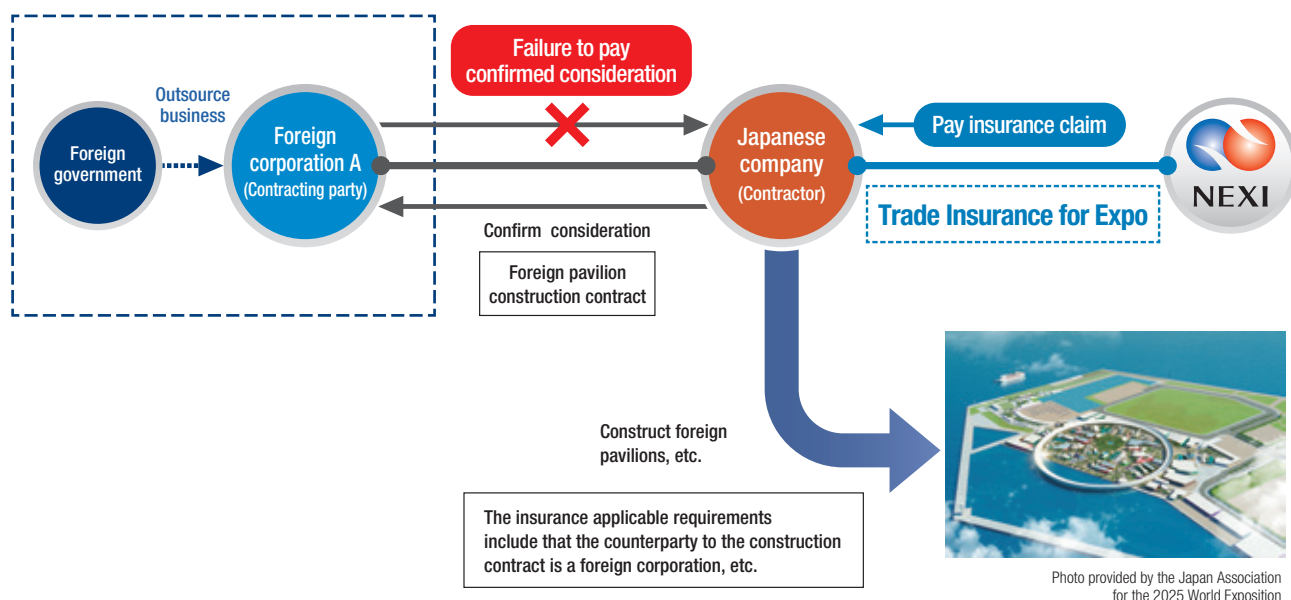 Failure to pay
confirmed consideration
Outsource
business
Foreign
government
Foreign
corporation A
(Contracting party)
Japanese
company
(Contractor)
Pay insurance claim
NEXI
Trade Insurance for Expo
Confirm consideration
Foreign pavilion
construction contract
Construct foreign
pavilions, etc.
The insurance applicable requirements
include that the counterparty to the construction
contract is a foreign corporation, etc.
Photo provided by the Japan Association
for the 2025 World Exposition